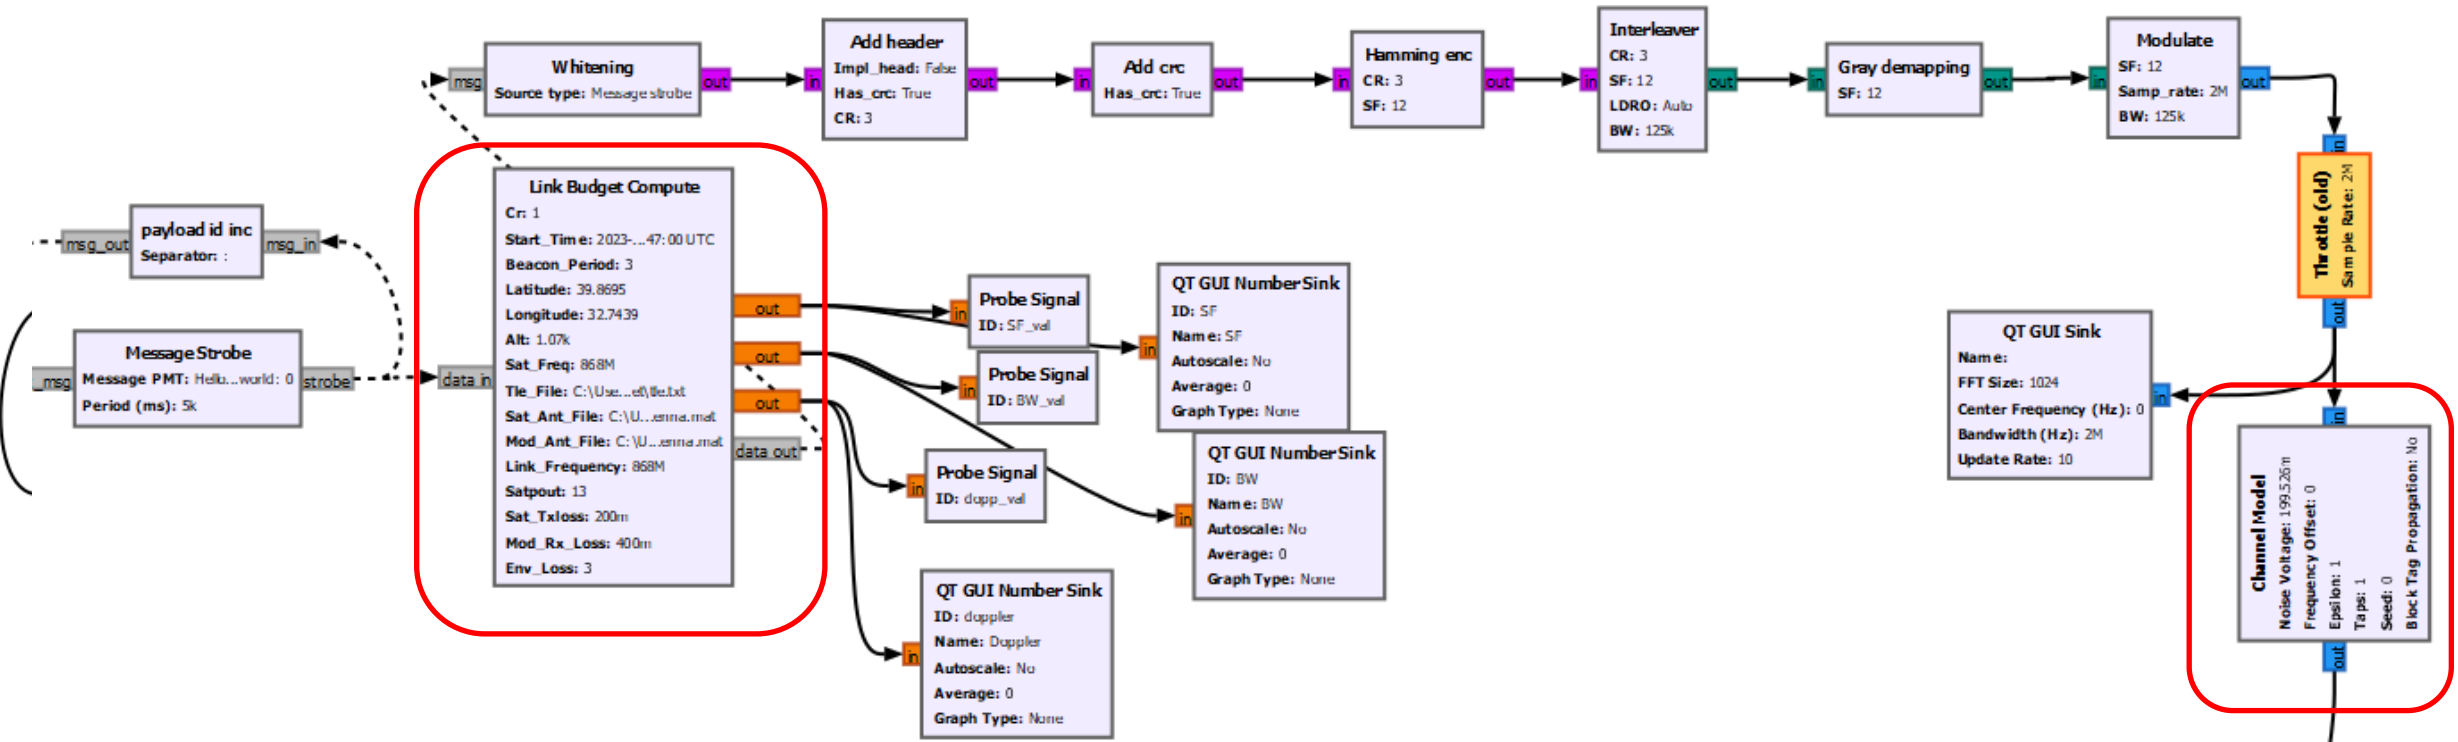 msg
Whitening
Source type: Message strobe
out
in
Add header
Impl_head: False
Has_crc: True
CR: 3
out
in
Add crc
Has_crc: True
out
in
Hamming enc
CR: 3
SF: 12
out
in
Interleaver
CR: 3
SF: 12
LDRO: Auto
BW: 125k
out
in
Gray demapping
SF: 12
out
in
Modulate
SF: 12
Samp_rate: 2M
BW: 125k
out
in
Throttle (old)
Sample Rate: 2M
out
msg_out
payload id inc
Separator: :
msg_in
_msg
Message Strobe
Message PMT: Hello...world: 0
Period (ms): 5k
strobe
data in
Link Budget Compute
Cr: 1
Start_Time: 2023-...47:00 UTC
Beacon_Period: 3
Latitude: 39.8695
Longitude: 32.7439
Alt: 1.07k
Sat_Freq: 868M
Tle_File: C:\Use...et\tle.txt
Sat_Ant_File: C:\U...enna.mat
Mod_Ant_File: C:\U...enna.mat
Link_Frequency: 868M
Satpout: 13
Sat_Txloss: 200m
Mod_Rx_Loss: 400m
Env_Loss: 3
out
out
out
data out
in
Probe Signal
ID: SF_val
in
Probe Signal
ID: BW_val
in
Probe Signal
ID: dopp_val
in
QT GUI Number Sink
ID: SF
Name: SF
Autoscale: No
Average: 0
Graph Type: None
in
QT GUI Number Sink
ID: BW
Name: BW
Autoscale: No
Average: 0
Graph Type: None
in
QT GUI Number Sink
ID: doppler
Name: Doppler
Autoscale: No
Average: 0
Graph Type: None
QT GUI Sink
Name:
FFT Size: 1024
Center Frequency (Hz): 0
Bandwidth (Hz): 2M
Update Rate: 10
in
in
Channel Model
Noise Voltage: 199.526m
Frequency Offset: 0
Epsilon: 1
Taps: 1
Seed: 0
Block Tag Propagation: No
out